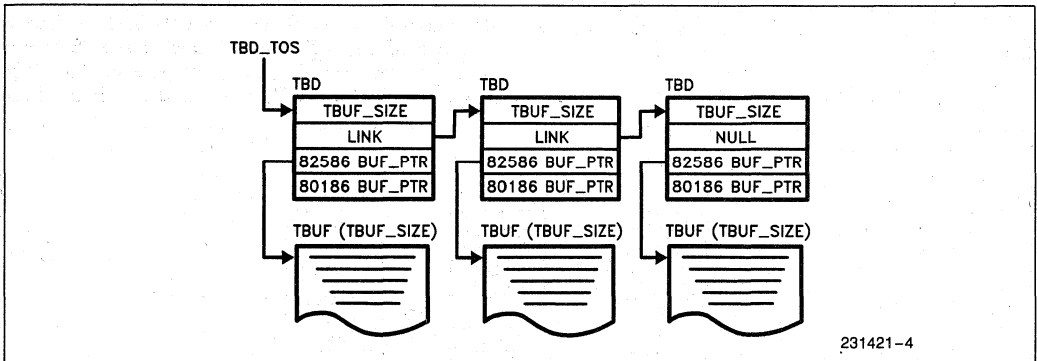 TBD_TOS
TBD TBD TBD
TBUF_SIZE TBUF_SIZE TBUF_SIZE
LINK LINK NULL
82586 BUF_PTR 82586 BUF_PTR 82586 BUF_PTR
80186 BUF_PTR 80186 BUF_PTR 80186 BUF_PTR
TBUF (TBUF_SIZE) TBUF (TBUF_SIZE) TBUF (TBUF_SIZE)
231421-4